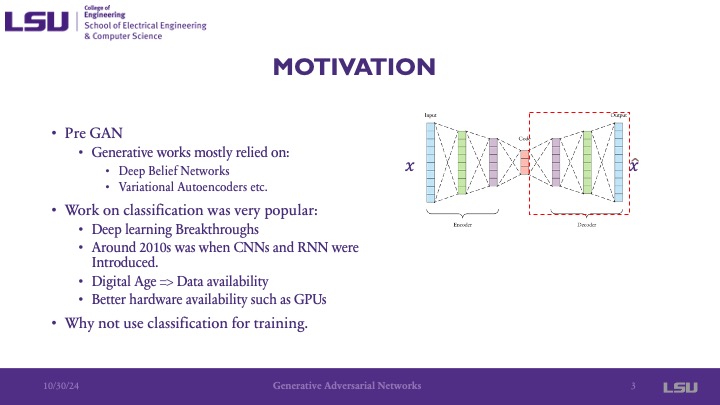 LSU
College of
Engineering
School of Electrical Engineering
& Computer Science
MOTIVATION
• Pre GAN
• Generative works mostly relied on:
• Deep Belief Networks
• Variational Autoencoders etc.
• Work on classification was very popular:
• Deep learning Breakthroughs
• Around 2010s was when CNNs and RNN were
Introduced.
• Digital Age => Data availability
• Better hardware availability such as GPUs
• Why not use classification for training.
Input
Code
Output
x
x̂
Encoder
Decoder
10/30/24
Generative Adversarial Networks
3
LSU